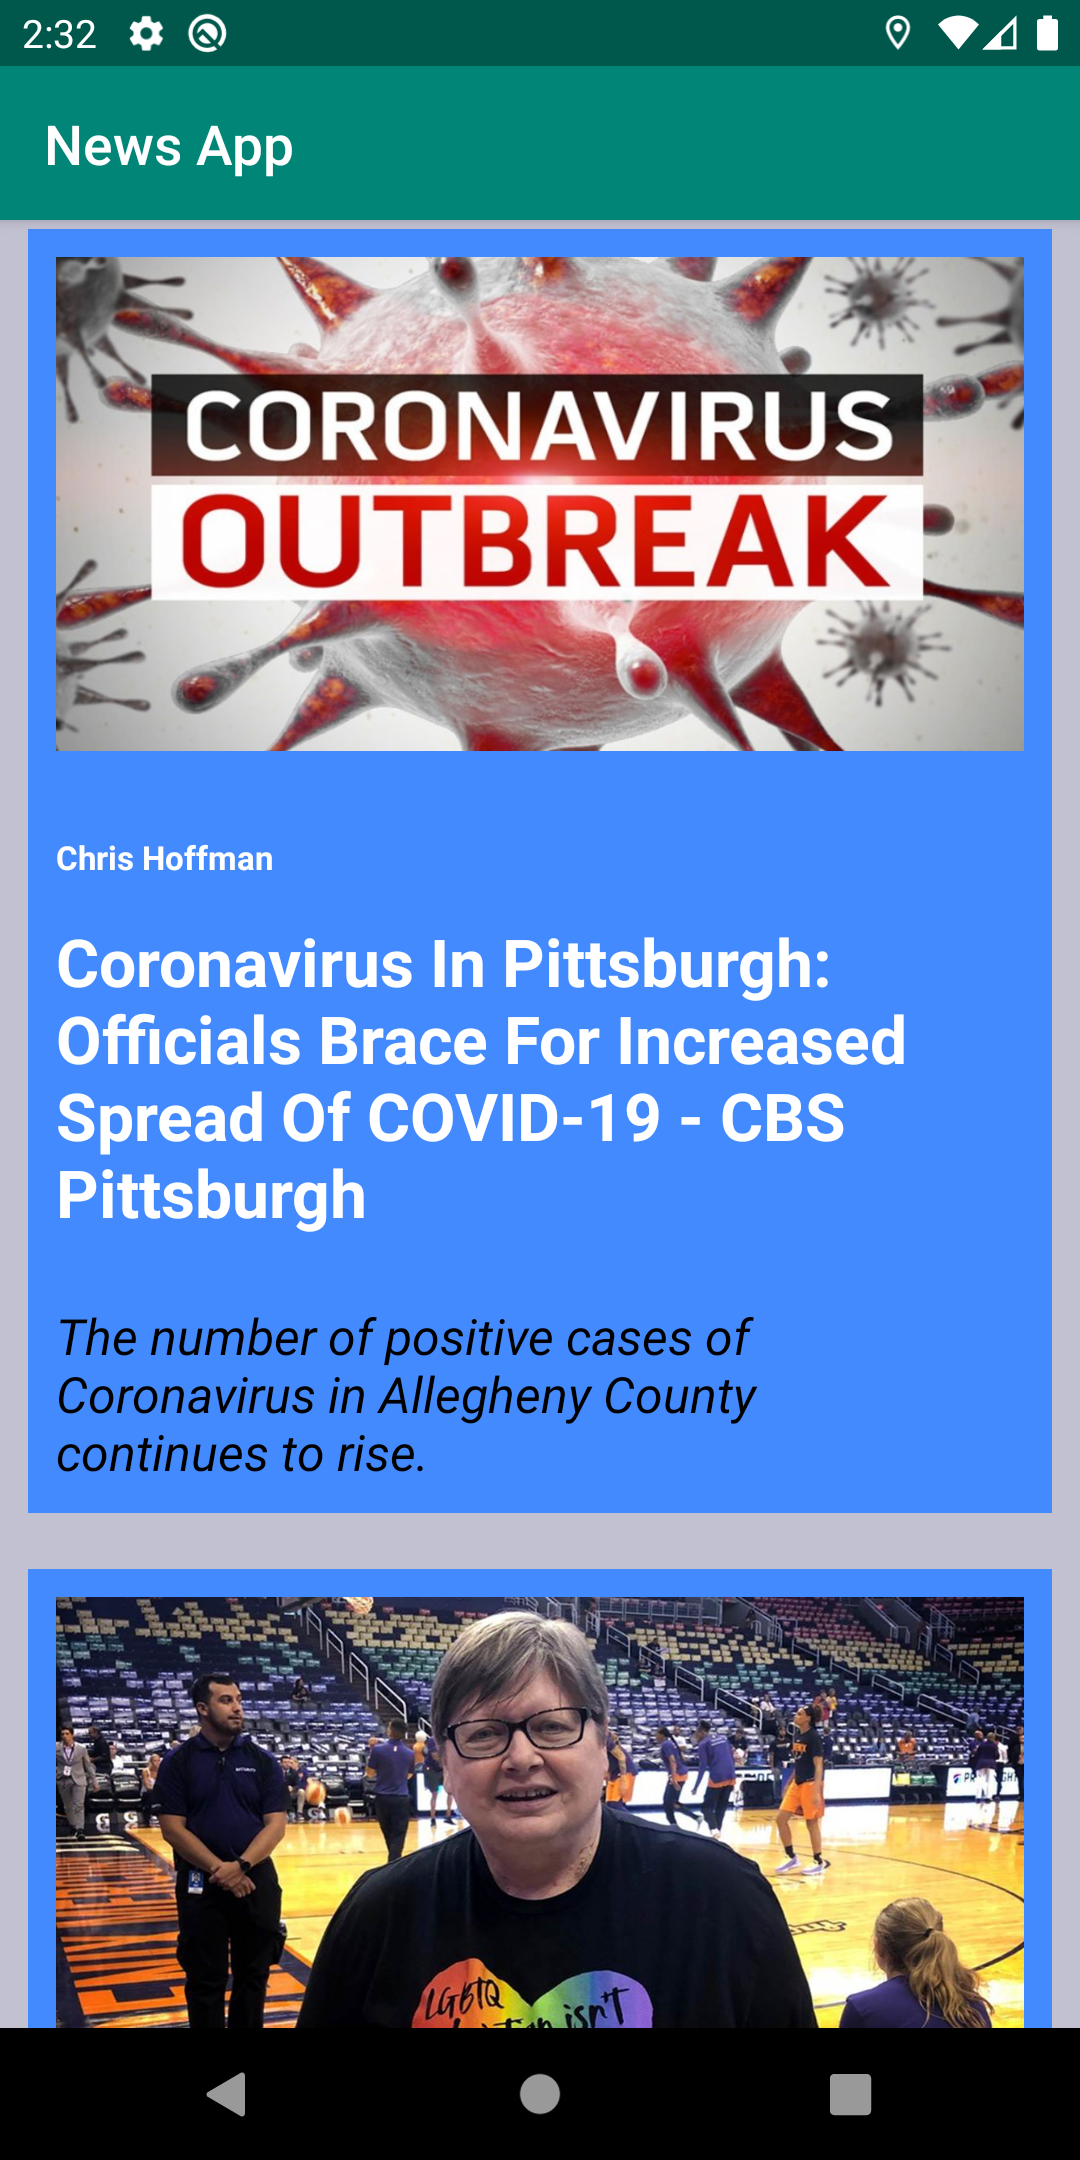 2:32
News App
CORONAVIRUS
OUTBREAK
Chris Hoffman
Coronavirus In Pittsburgh:
Officials Brace For Increased
Spread Of COVID-19 - CBS
Pittsburgh
The number of positive cases of
Coronavirus in Allegheny County
continues to rise.
SECURITY
LGBTQ
isn't